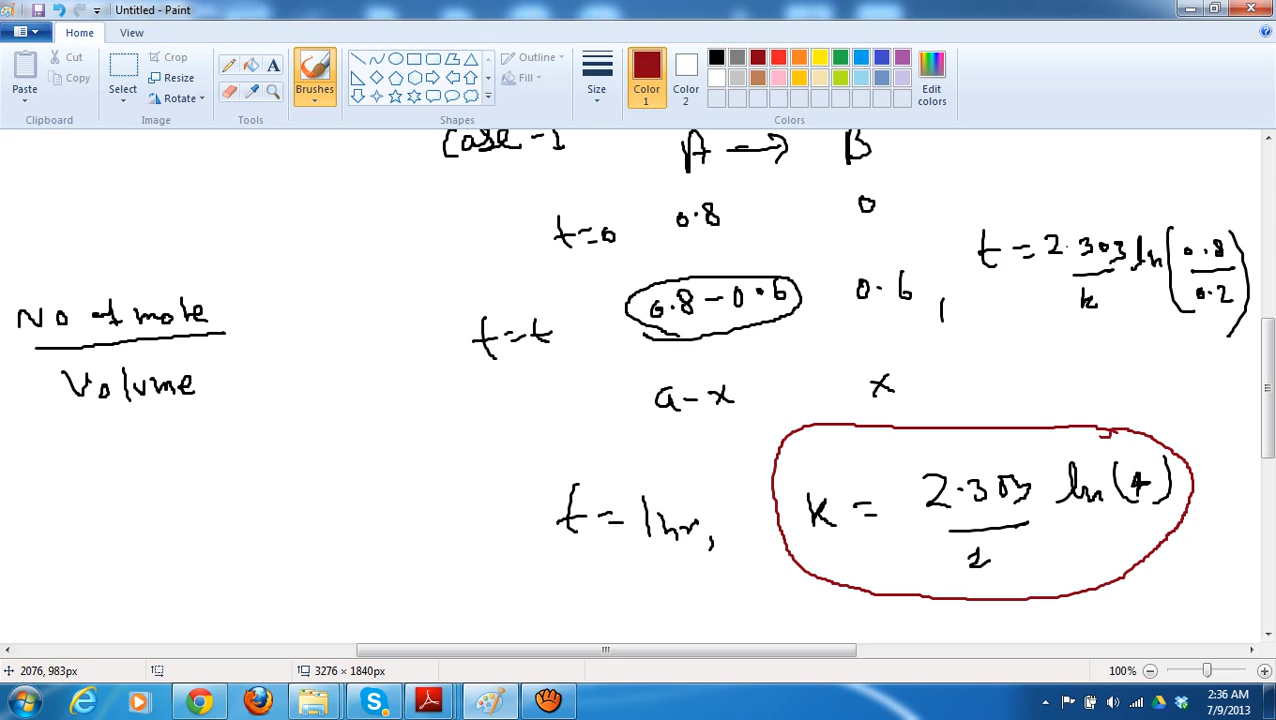 Untitled - Paint
Home View
Paste
Cut
Copy
Clipboard
Select
Crop
Resize
Rotate
Image
A
Tools
Brushes
Outline
Fill
Shapes
Size
Color 1
Color 2
Edit colors
Colors
Case-1 A → B
t=0 0.8 0
t = 2.303/k ln(0.8/0.2)
t=t 0.8-0.6 0.6
No of mole
Volume
a-x x
t=1hr, k = 2.303/1 ln(4)
2076, 983px 3276 × 1840px 100%
2:36 AM
7/9/2013